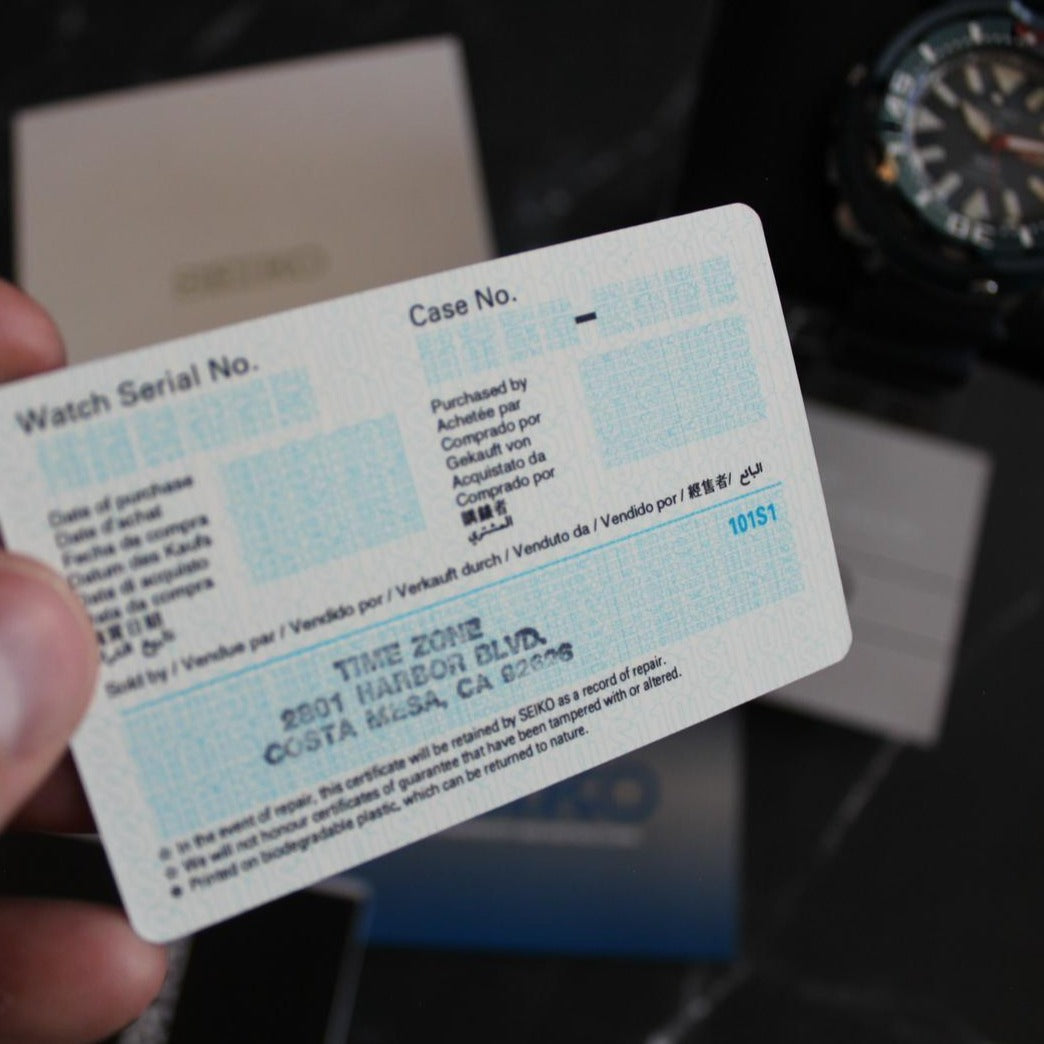 SEIKO
Watch Serial No.
Case No.
Date of purchase
Date d'achat
Fecha de compra
Datum des Kaufs
Data di acquisto
Data da compra
購買日期
تاريخ الشراء
Purchased by
Achetée par
Comprado por
Gekauft von
Acquistato da
Comprado por
購錶者
المشتري
Sold by / Vendue par / Vendido por / Verkauft durch / Venduto da / Vendido por / 經售者/ البائع
101S1
TIME ZONE
2801 HARBOR BLVD.
COSTA MESA, CA 92626
In the event of repair, this certificate will be retained by SEIKO as a record of repair.
We will not honour certificates of guarantee that have been tampered with or altered.
Printed on biodegradable plastic, which can be returned to nature.